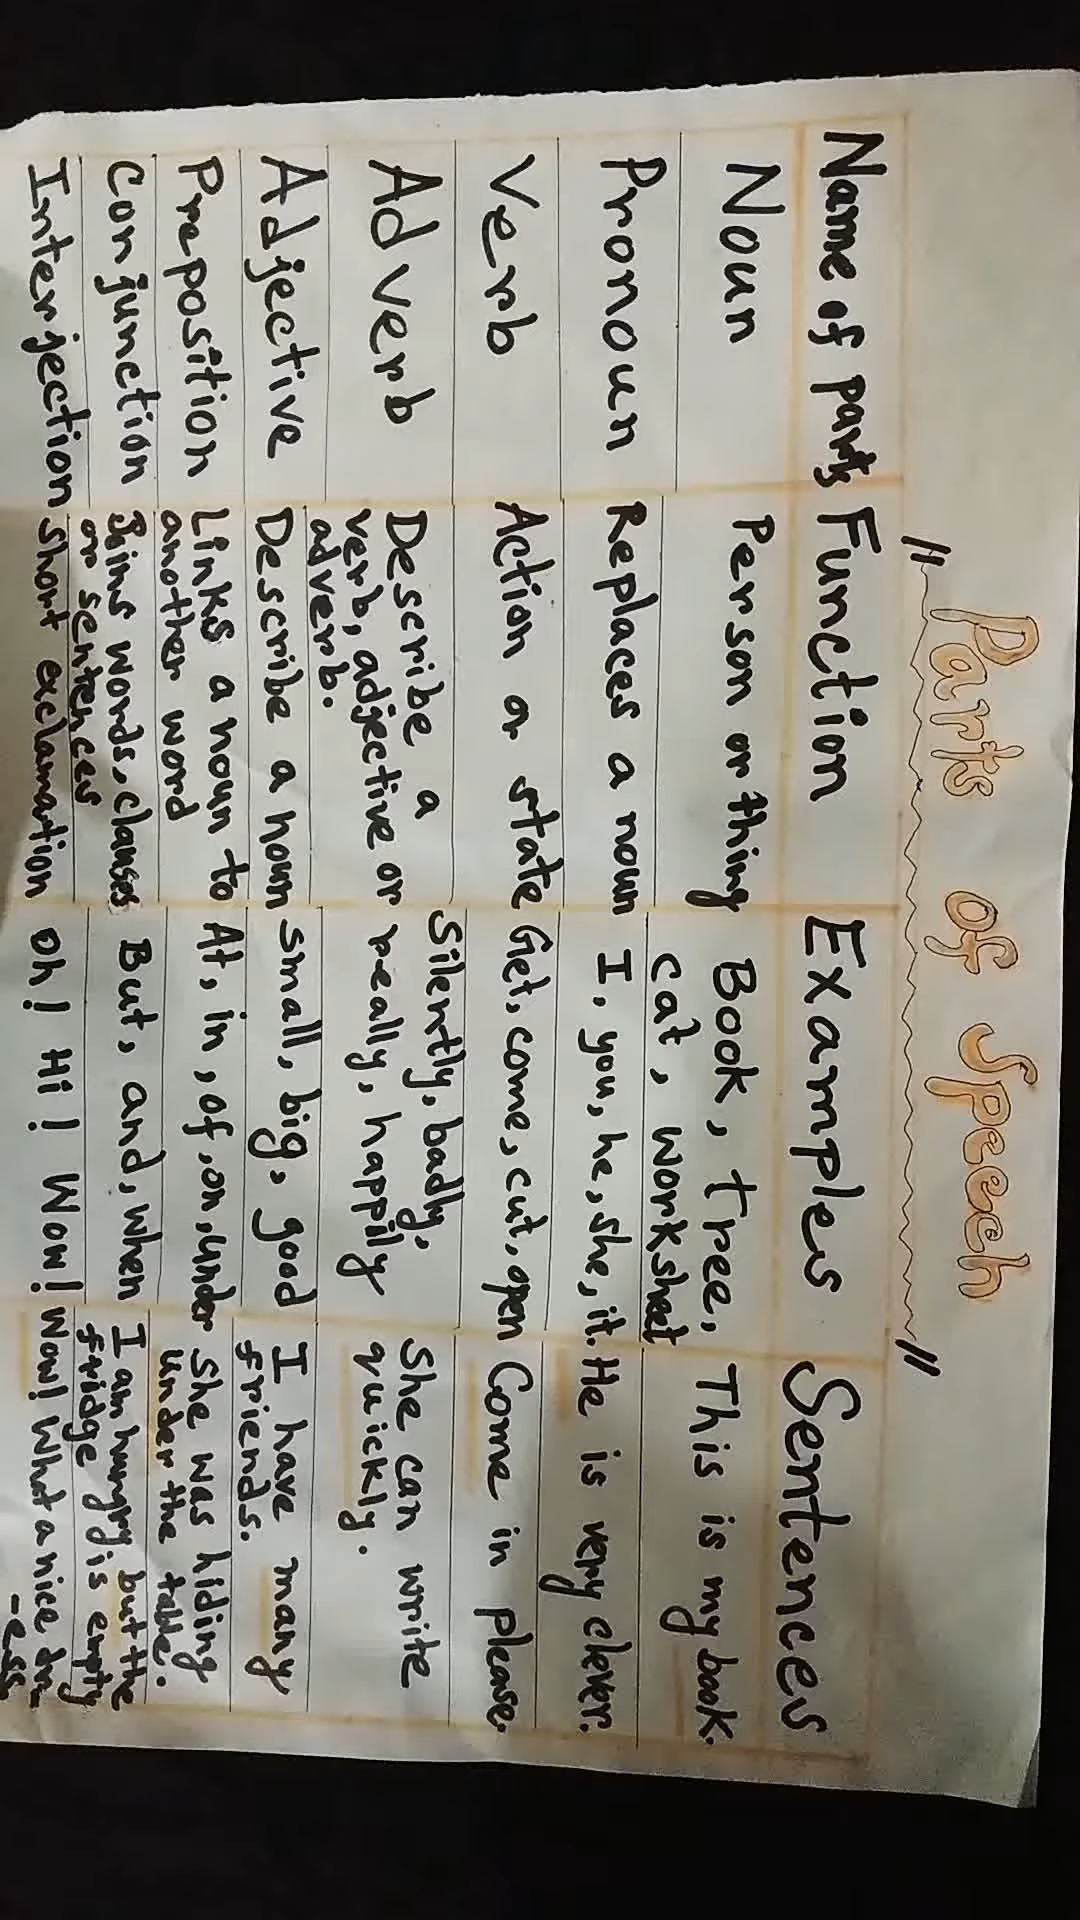 "Parts of Speech"
Name of parts Function Examples Sentences
Noun Person or thing Book, tree, This is my book.
cat, worksheet
Pronoun Replaces a noun I, you, he, she, it. He is very clever.
Verb Action or state Get, come, cut, open Come in please.
Adverb Describe a Silently, badly, She can write
verb, adjective or really, happily quickly.
adverb.
Adjective Describe a noun small, big, good I have many
friends.
Preposition Links a noun to At, in, of, on, under She was hiding
another word under the table.
Conjunction Joins words, clauses But, and, when I am hungry but the
or sentences fridge is empty
Interjection Short exclamation Oh! Hi! Wow! Wow! What a nice dr-
-ess